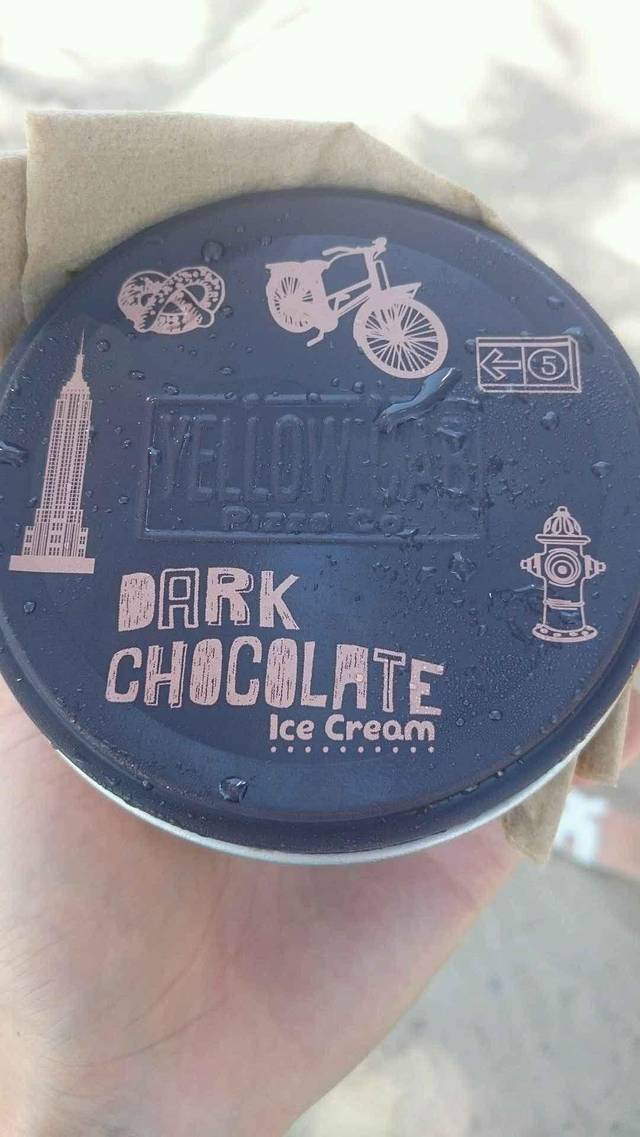 5
YELLOW CAB
Pizza Co.
DARK
CHOCOLATE
Ice Cream